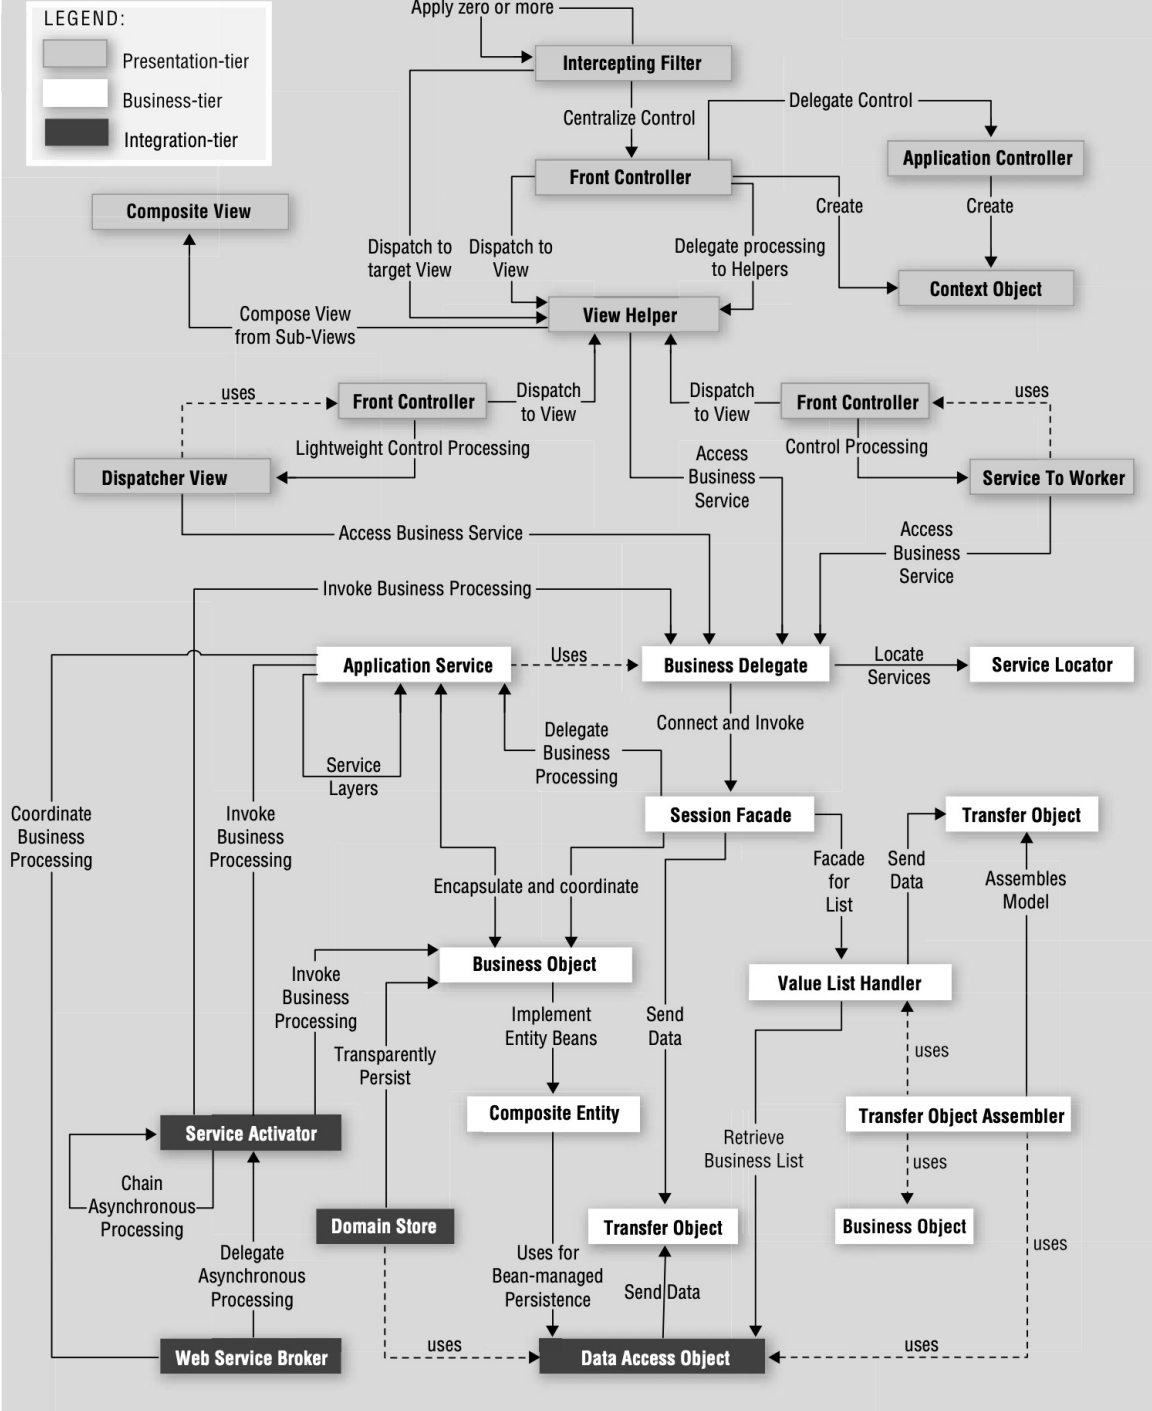 Apply zero or more
LEGEND:
Presentation-tier
Business-tier
Integration-tier
Intercepting Filter
Centralize Control
Delegate Control
Application Controller
Front Controller
Composite View
Create
Create
Dispatch to
target View
Dispatch to
View
Delegate processing
to Helpers
Context Object
View Helper
Compose View
from Sub-Views
uses
Front Controller
Dispatch
to View
Dispatch
to View
Front Controller
uses
Lightweight Control Processing
Control Processing
Dispatcher View
Access
Business
Service
Service To Worker
Access Business Service
Access
Business
Service
Invoke Business Processing
Application Service
Uses
Business Delegate
Locate
Services
Service Locator
Connect and Invoke
Delegate
Business
Processing
Service
Layers
Coordinate
Business
Processing
Invoke
Business
Processing
Session Facade
Transfer Object
Facade
for
List
Send
Data
Assembles
Model
Encapsulate and coordinate
Business Object
Invoke
Business
Processing
Value List Handler
Implement
Entity Beans
Send
Data
uses
Transparently
Persist
Composite Entity
Transfer Object Assembler
Service Activator
Retrieve
Business List
uses
Chain
Asynchronous
Processing
Domain Store
Transfer Object
Business Object
uses
Delegate
Asynchronous
Processing
Uses for
Bean-managed
Persistence
Send Data
Web Service Broker
uses
Data Access Object
uses